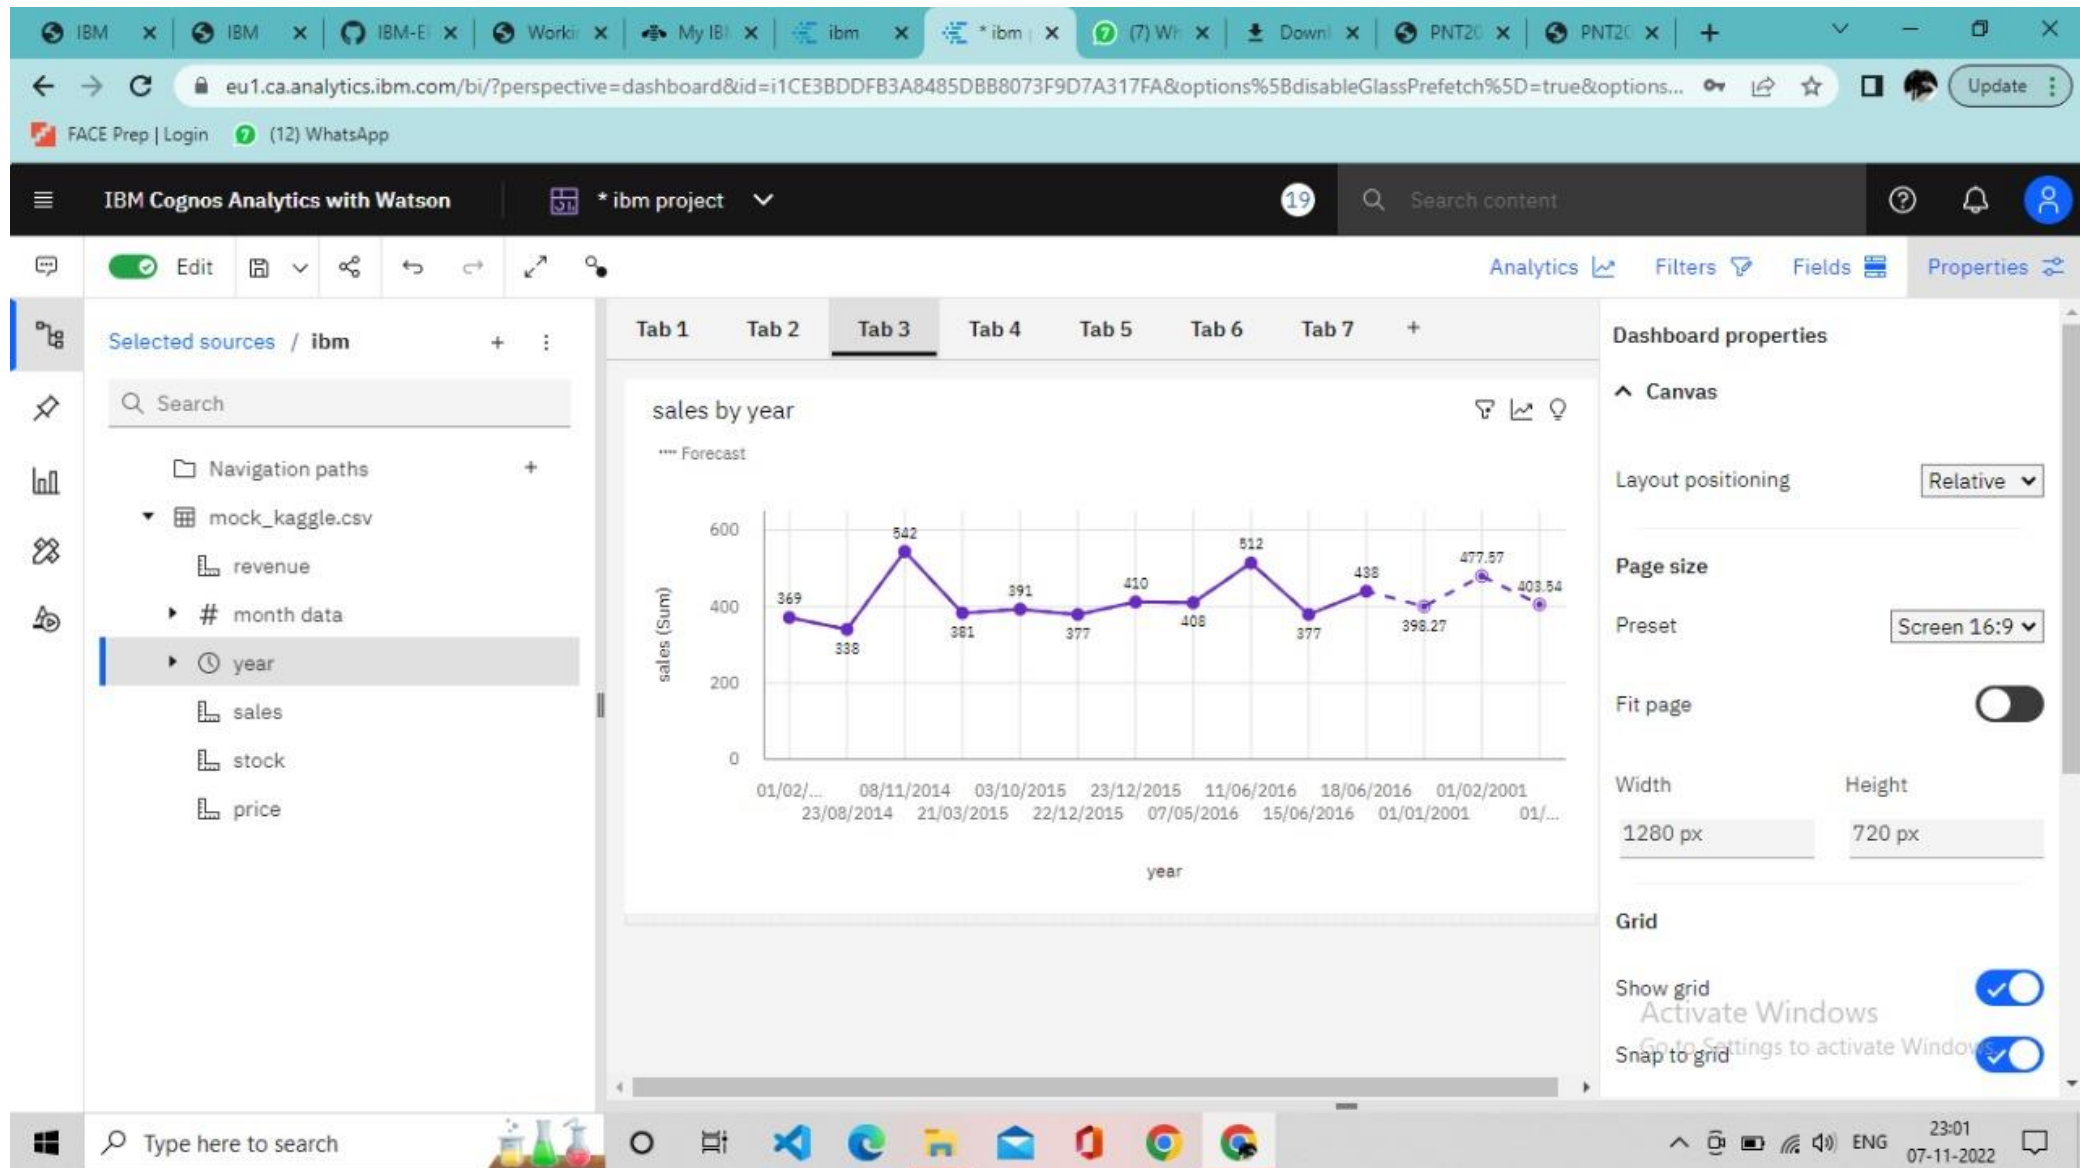 IBM
IBM
IBM-E
Worki
My IBM
ibm
* ibm
(7) Wh
Downl
PNT20
PNT20
eu1.ca.analytics.ibm.com/bi/?perspective=dashboard&id=i1CE3BDDFB3A8485DBB8073F9D7A317FA&options%5BdisableGlassPrefetch%5D=true&options...
Update
FACE Prep | Login
(12) WhatsApp
IBM Cognos Analytics with Watson
* ibm project
19
Search content
Edit
Analytics
Filters
Fields
Properties
Selected sources / ibm
Search
Navigation paths
mock_kaggle.csv
revenue
# month data
year
sales
stock
price
Tab 1
Tab 2
Tab 3
Tab 4
Tab 5
Tab 6
Tab 7
+
sales by year
Forecast
sales (Sum)
600
400
200
0
369
338
542
381
391
377
410
408
512
377
438
398.27
477.57
403.54
01/02/...
23/08/2014
08/11/2014
21/03/2015
03/10/2015
22/12/2015
23/12/2015
07/05/2016
11/06/2016
15/06/2016
18/06/2016
01/01/2001
01/02/2001
01/...
year
Dashboard properties
Canvas
Layout positioning
Relative
Page size
Preset
Screen 16:9
Fit page
Width
Height
1280 px
720 px
Grid
Show grid
Activate Windows
Go to Settings to activate Windows.
Snap to grid
Type here to search
ENG
23:01
07-11-2022